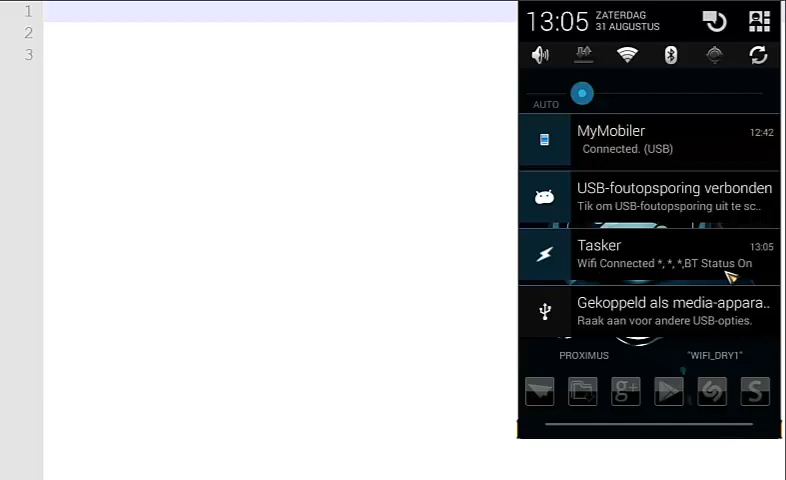 1
2
3
13:05
ZATERDAG
31 AUGUSTUS
AUTO
MyMobiler
12:42
Connected. (USB)
USB-foutopsporing verbonden
Tik om USB-foutopsporing uit te sc..
Tasker
13:05
Wifi Connected *, *, *,BT Status On
Gekoppeld als media-appara..
Raak aan voor andere USB-opties.
PROXIMUS
"WIFI_DRY1"
g+
S